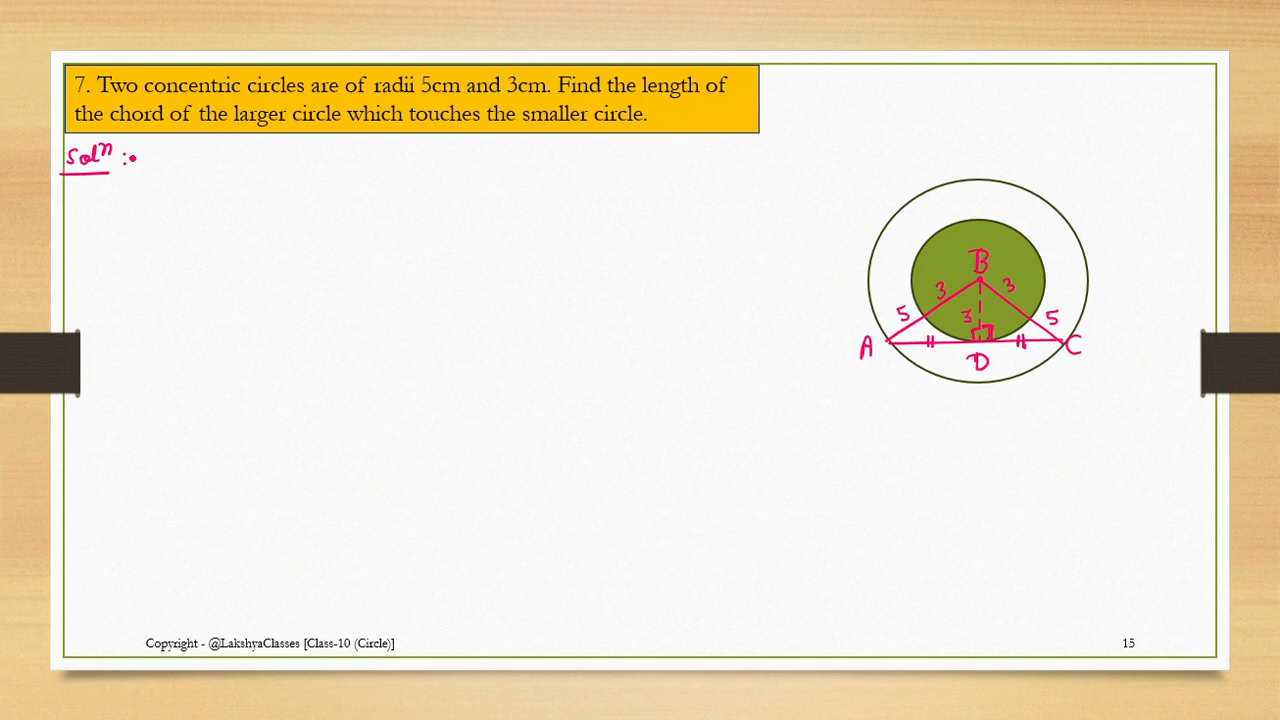 7. Two concentric circles are of radii 5cm and 3cm. Find the length of
the chord of the larger circle which touches the smaller circle.
Solⁿ :•
B
3 3
5 3 5
A C
D
Copyright - @LakshyaClasses [Class-10 (Circle)] 15